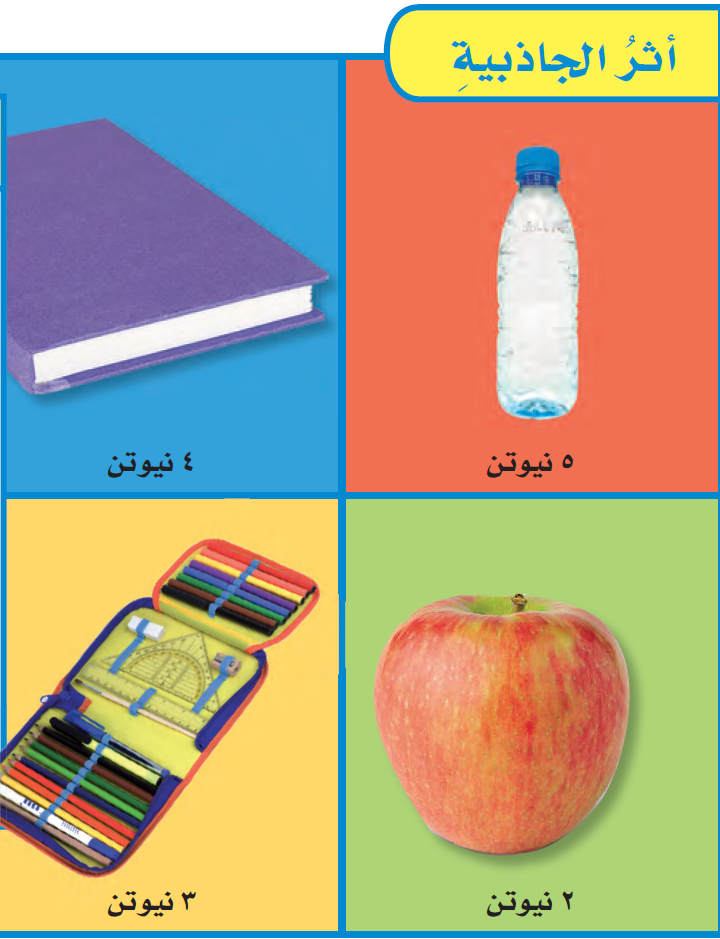 أثرُ الجاذبيةِ
٥ نيوتن
٤ نيوتن
٢ نيوتن
٣ نيوتن